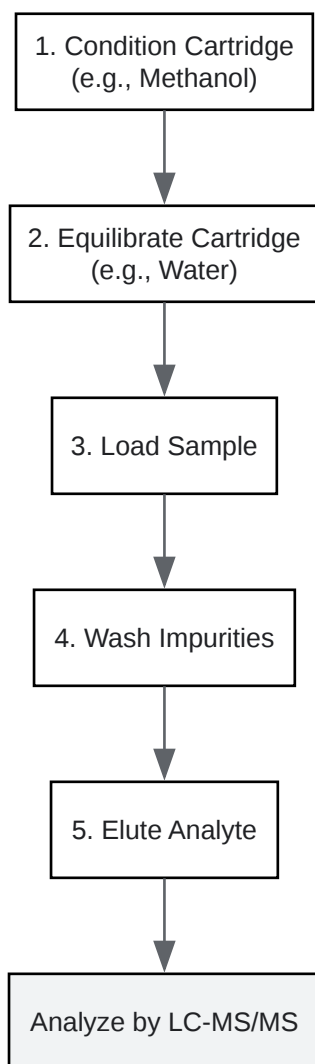 1. Condition Cartridge
(e.g., Methanol)
2. Equilibrate Cartridge
(e.g., Water)
3. Load Sample
4. Wash Impurities
5. Elute Analyte
Analyze by LC-MS/MS